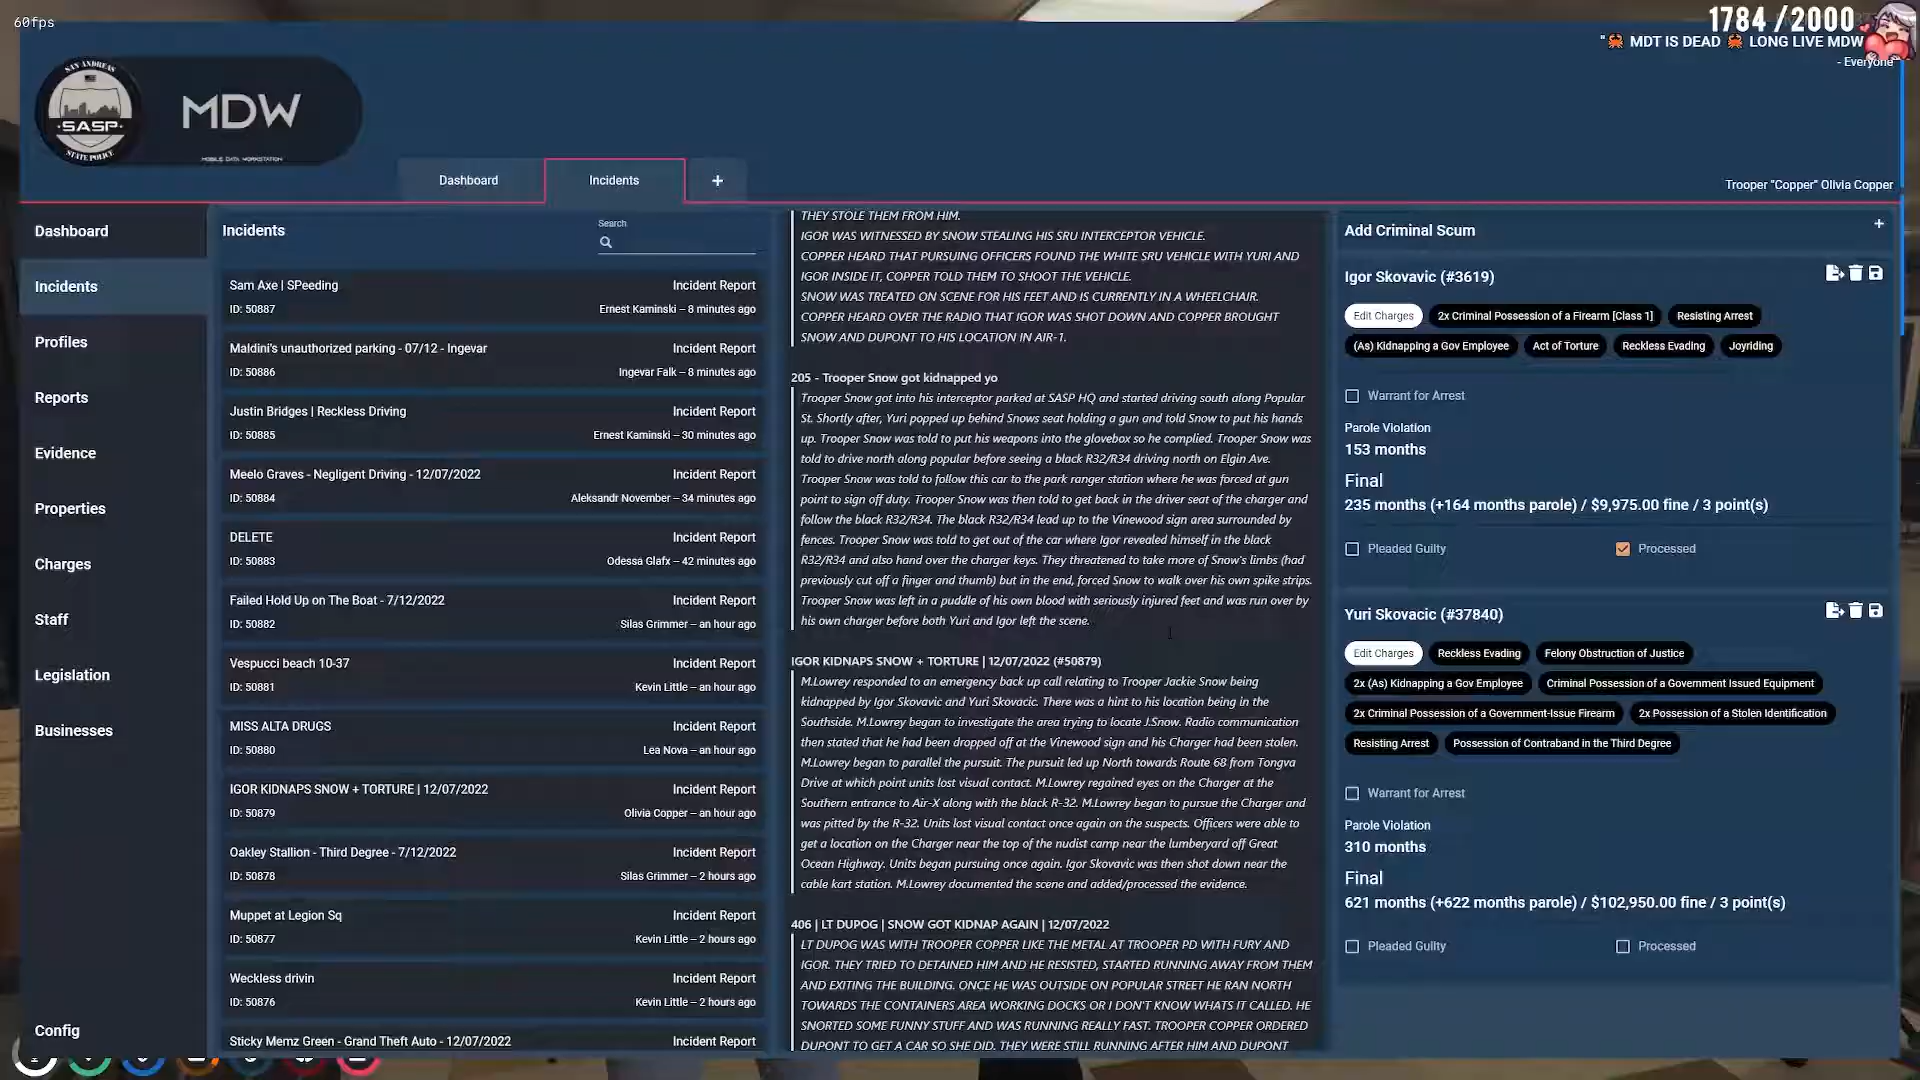 60fps
1784 /2000
" 🦀 MDT IS DEAD 🦀 LONG LIVE MDW
- Everyone
SAN ANDREAS
SASP
STATE POLICE
MDW
MOBILE DATA WORKSTATION
Dashboard
Incidents
+
Trooper "Copper" Olivia Copper
Dashboard
Incidents
Profiles
Reports
Evidence
Properties
Charges
Staff
Legislation
Businesses
Config
Incidents
Search
Sam Axe | SPeeding Incident Report
ID: 50887 Ernest Kaminski – 8 minutes ago
Maldini's unauthorized parking - 07/12 - Ingevar Incident Report
ID: 50886 Ingevar Falk – 8 minutes ago
Justin Bridges | Reckless Driving Incident Report
ID: 50885 Ernest Kaminski – 30 minutes ago
Meelo Graves - Negligent Driving - 12/07/2022 Incident Report
ID: 50884 Aleksandr November – 34 minutes ago
DELETE Incident Report
ID: 50883 Odessa Glafx – 42 minutes ago
Failed Hold Up on The Boat - 7/12/2022 Incident Report
ID: 50882 Silas Grimmer – an hour ago
Vespucci beach 10-37 Incident Report
ID: 50881 Kevin Little – an hour ago
MISS ALTA DRUGS Incident Report
ID: 50880 Lea Nova – an hour ago
IGOR KIDNAPS SNOW + TORTURE | 12/07/2022 Incident Report
ID: 50879 Olivia Copper – an hour ago
Oakley Stallion - Third Degree - 7/12/2022 Incident Report
ID: 50878 Silas Grimmer – 2 hours ago
Muppet at Legion Sq Incident Report
ID: 50877 Kevin Little – 2 hours ago
Weckless drivin Incident Report
ID: 50876 Kevin Little – 2 hours ago
Sticky Memz Green - Grand Theft Auto - 12/07/2022 Incident Report
THEY STOLE THEM FROM HIM.
IGOR WAS WITNESSED BY SNOW STEALING HIS SRU INTERCEPTOR VEHICLE.
COPPER HEARD THAT PURSUING OFFICERS FOUND THE WHITE SRU VEHICLE WITH YURI AND
IGOR INSIDE IT, COPPER TOLD THEM TO SHOOT THE VEHICLE.
SNOW WAS TREATED ON SCENE FOR HIS FEET AND IS CURRENTLY IN A WHEELCHAIR.
COPPER HEARD OVER THE RADIO THAT IGOR WAS SHOT DOWN AND COPPER BROUGHT
SNOW AND DUPONT TO HIS LOCATION IN AIR-1.
205 - Trooper Snow got kidnapped yo
Trooper Snow got into his interceptor parked at SASP HQ and started driving south along Popular
St. Shortly after, Yuri popped up behind Snows seat holding a gun and told Snow to put his hands
up. Trooper Snow was told to put his weapons into the glovebox so he complied. Trooper Snow was
told to drive north along popular before seeing a black R32/R34 driving north on Elgin Ave.
Trooper Snow was told to follow this car to the park ranger station where he was forced at gun
point to sign off duty. Trooper Snow was then told to get back in the driver seat of the charger and
follow the black R32/R34. The black R32/R34 lead up to the Vinewood sign area surrounded by
fences. Trooper Snow was told to get out of the car where Igor revealed himself in the black
R32/R34 and also hand over the charger keys. They threatened to take more of Snow's limbs (had
previously cut off a finger and thumb) but in the end, forced Snow to walk over his own spike strips.
Trooper Snow was left in a puddle of his own blood with seriously injured feet and was run over by
his own charger before both Yuri and Igor left the scene.
IGOR KIDNAPS SNOW + TORTURE | 12/07/2022 (#50879)
M.Lowrey responded to an emergency back up call relating to Trooper Jackie Snow being
kidnapped by Igor Skovavic and Yuri Skovacic. There was a hint to his location being in the
Southside. M.Lowrey began to investigate the area trying to locate J.Snow. Radio communication
then stated that he had been dropped off at the Vinewood sign and his Charger had been stolen.
M.Lowrey began to parallel the pursuit. The pursuit led up North towards Route 68 from Tongva
Drive at which point units lost visual contact. M.Lowrey regained eyes on the Charger at the
Southern entrance to Air-X along with the black R-32. M.Lowrey began to pursue the Charger and
was pitted by the R-32. Units lost visual contact once again on the suspects. Officers were able to
get a location on the Charger near the top of the nudist camp near the lumberyard off Great
Ocean Highway. Units began pursuing once again. Igor Skovavic was then shot down near the
cable kart station. M.Lowrey documented the scene and added/processed the evidence.
406 | LT DUPOG | SNOW GOT KIDNAP AGAIN | 12/07/2022
LT DUPOG WAS WITH TROOPER COPPER LIKE THE METAL AT TROOPER PD WITH FURY AND
IGOR. THEY TRIED TO DETAINED HIM AND HE RESISTED, STARTED RUNNING AWAY FROM THEM
AND EXITING THE BUILDING. ONCE HE WAS OUTSIDE ON POPULAR STREET HE RAN NORTH
TOWARDS THE CONTAINERS AREA WORKING DOCKS OR I DON'T KNOW WHATS IT CALLED. HE
SNORTED SOME FUNNY STUFF AND WAS RUNNING REALLY FAST. TROOPER COPPER ORDERED
DUPONT TO GET A CAR SO SHE DID. THEY WERE STILL RUNNING AFTER HIM AND DUPONT
Add Criminal Scum +
Igor Skovavic (#3619)
Edit Charges 2x Criminal Possession of a Firearm [Class 1] Resisting Arrest
(As) Kidnapping a Gov Employee Act of Torture Reckless Evading Joyriding
Warrant for Arrest
Parole Violation
153 months
Final
235 months (+164 months parole) / $9,975.00 fine / 3 point(s)
Pleaded Guilty Processed
Yuri Skovacic (#37840)
Edit Charges Reckless Evading Felony Obstruction of Justice
2x (As) Kidnapping a Gov Employee Criminal Possession of a Government Issued Equipment
2x Criminal Possession of a Government-Issue Firearm 2x Possession of a Stolen Identification
Resisting Arrest Possession of Contraband in the Third Degree
Warrant for Arrest
Parole Violation
310 months
Final
621 months (+622 months parole) / $102,950.00 fine / 3 point(s)
Pleaded Guilty Processed